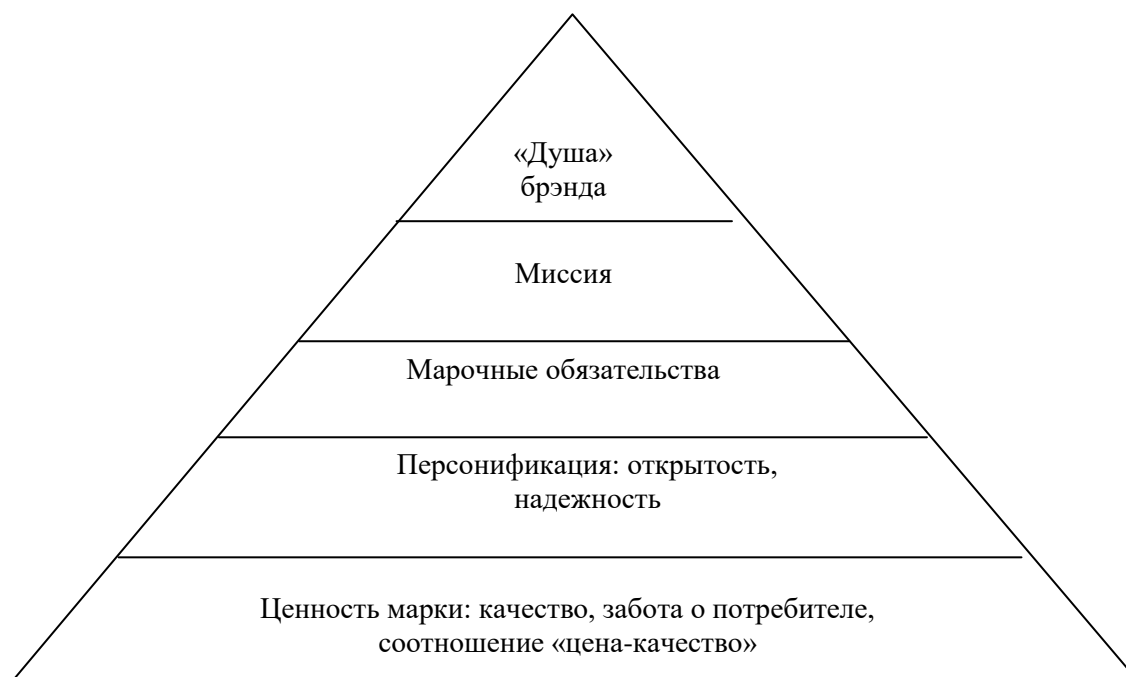 «Душа»
брэнда
Миссия
Марочные обязательства
Персонификация: открытость,
надежность
Ценность марки: качество, забота о потребителе,
соотношение «цена-качество»